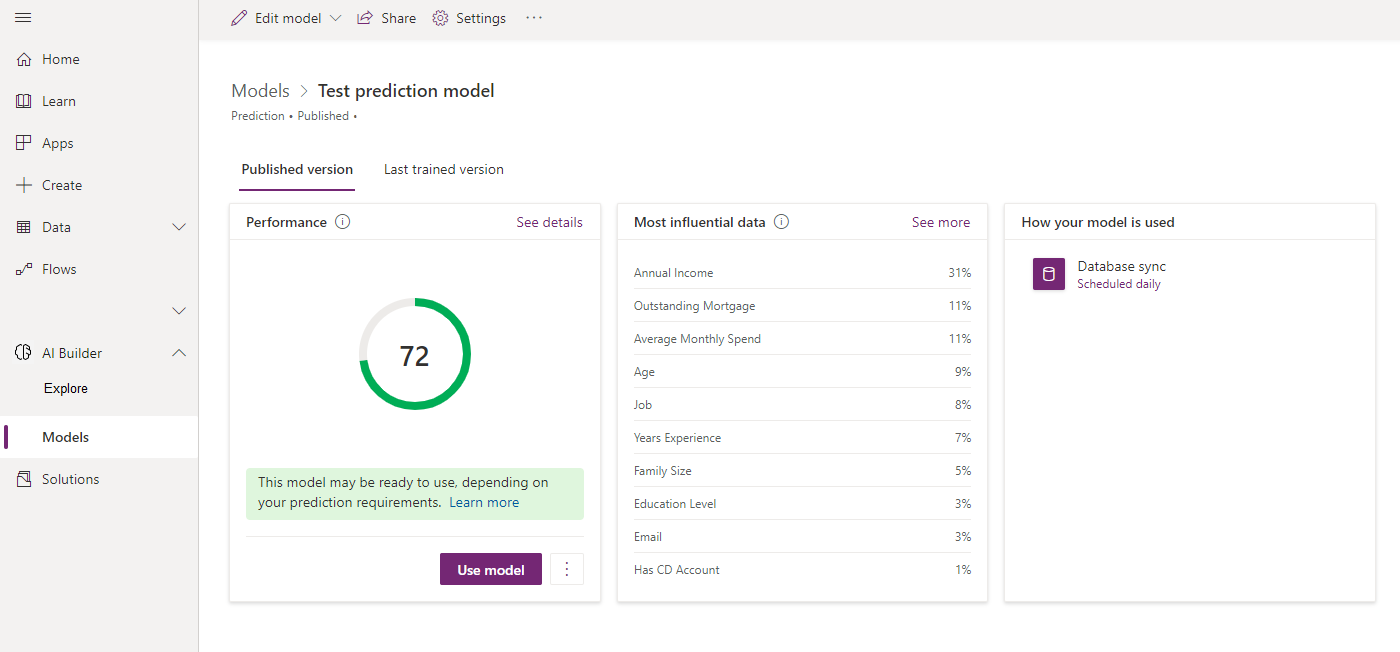 Edit model Share Settings ...
Home
Learn
Apps
Create
Data
Flows
AI Builder
Explore
Models
Solutions
Models > Test prediction model
Prediction • Published •
Published version Last trained version
Performance See details
72
This model may be ready to use, depending on
your prediction requirements. Learn more
Use model
Most influential data See more
Annual Income 31%
Outstanding Mortgage 11%
Average Monthly Spend 11%
Age 9%
Job 8%
Years Experience 7%
Family Size 5%
Education Level 3%
Email 3%
Has CD Account 1%
How your model is used
Database sync
Scheduled daily